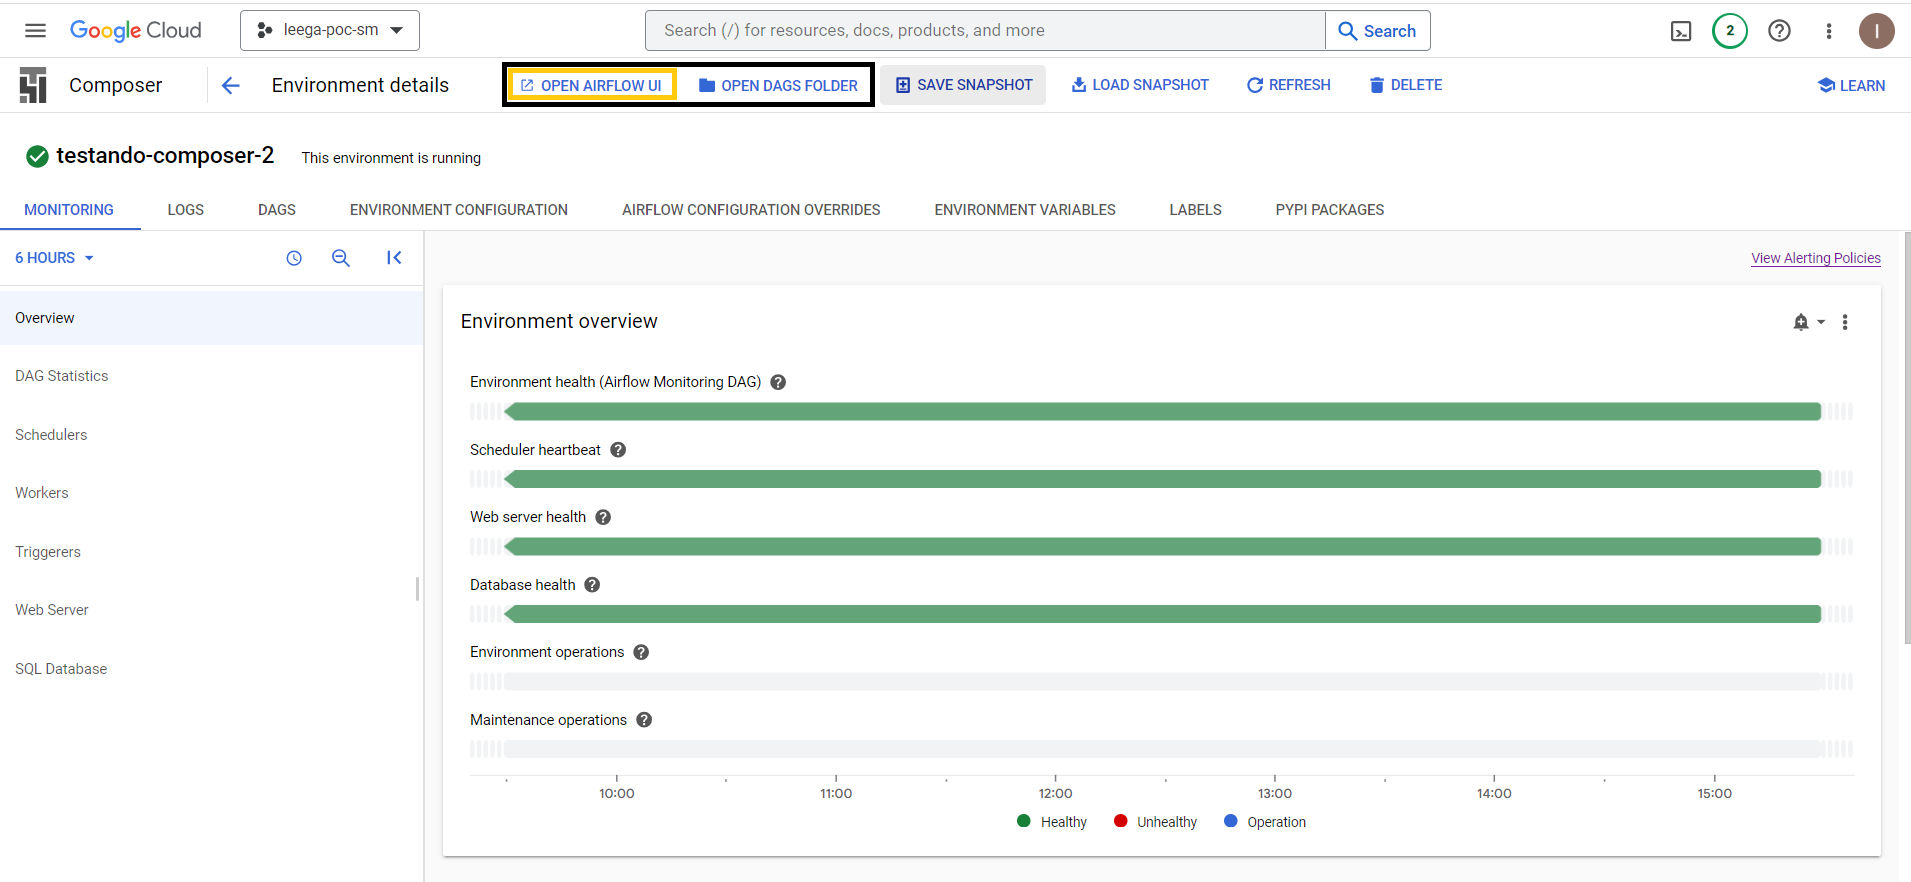 Google Cloud leega-poc-sm Search (/) for resources, docs, products, and more Search 2 I
Composer Environment details OPEN AIRFLOW UI OPEN DAGS FOLDER SAVE SNAPSHOT LOAD SNAPSHOT REFRESH DELETE LEARN
testando-composer-2 This environment is running
MONITORING LOGS DAGS ENVIRONMENT CONFIGURATION AIRFLOW CONFIGURATION OVERRIDES ENVIRONMENT VARIABLES LABELS PYPI PACKAGES
6 HOURS
View Alerting Policies
Overview
DAG Statistics
Schedulers
Workers
Triggerers
Web Server
SQL Database
Environment overview
Environment health (Airflow Monitoring DAG)
Scheduler heartbeat
Web server health
Database health
Environment operations
Maintenance operations
10:00 11:00 12:00 13:00 14:00 15:00
Healthy Unhealthy Operation